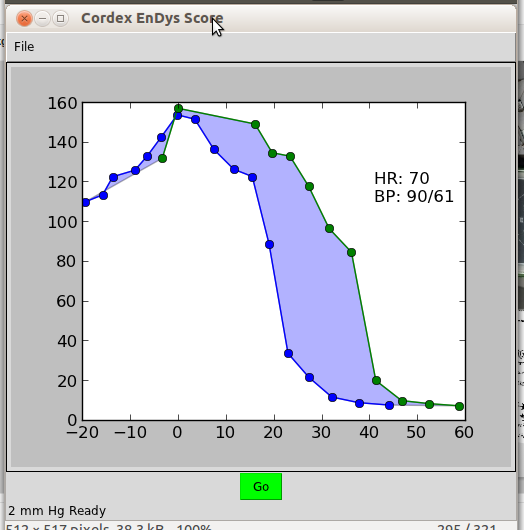 Cordex EnDys Score
File
160
140
120
100
80
60
40
20
0
HR: 70
BP: 90/61
−20 −10 0 10 20 30 40 50 60
Go
2 mm Hg Ready
512 x 517 pixels 38.3 kB 100%
295 / 321